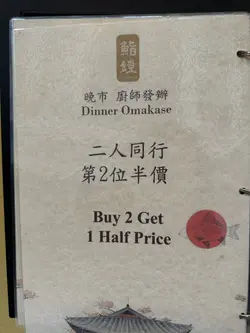 鮨鏗
晚市 廚師發辦
Dinner Omakase
二人同行
第2位半價
Buy 2 Get
1 Half Price